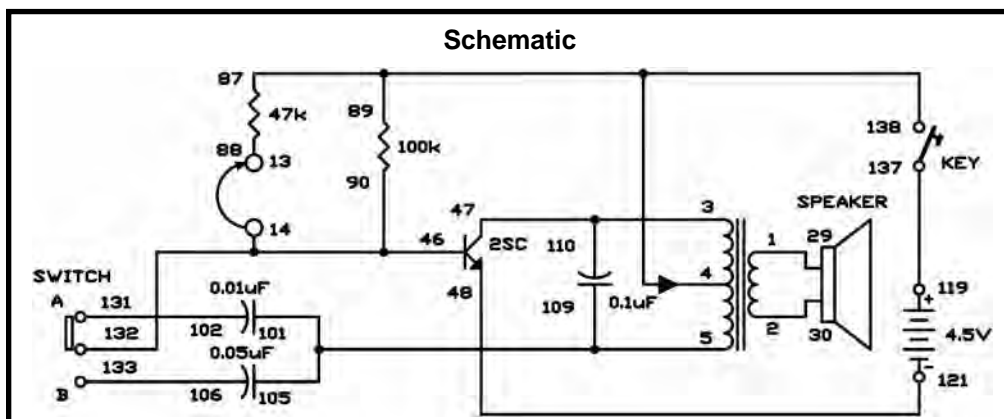 Schematic
87
47k
88
13
14
89
100k
90
138
137
KEY
SPEAKER
47
46
2SC
48
110
109
0.1uF
3
4
5
1
2
29
30
119
+
4.5V
-
121
SWITCH
A
131
132
133
B
0.01uF
102
101
0.05uF
106
105